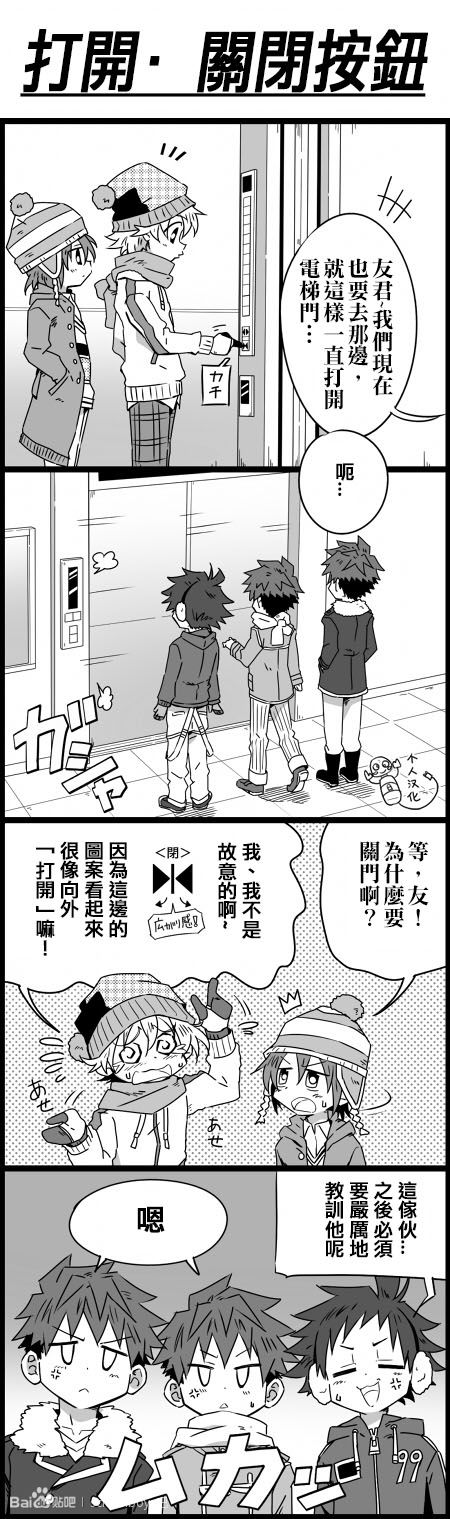 打開·關閉按鈕
友君~我們現在
也要去那邊，
就這樣一直打開
電梯門…
カチ
呃…
ガシャ
个人汉化
等，友！
為什麼要
關門啊？
我、我不是
故意的啊~
<閉>
広がり感!!
因為這邊的
圖案看起來
很像向外
「打開」嘛！
あせ
あせ
這傢伙…
之後必須
要嚴厲地
教訓他呢
嗯
99
ムカッ
Bai 贴吧